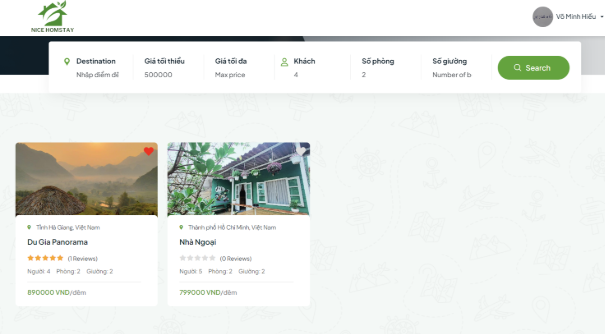 NICE HOMSTAY
Võ Minh Hiếu
Destination Giá tối thiểu Giá tối đa Khách Số phòng Số giường
Nhập điểm đế 500000 Max price 4 2 Number of b
Search
Tỉnh Hà Giang, Việt Nam
Du Gia Panorama
(1 Reviews)
Người: 4 Phòng: 2 Giường: 2
890000 VND/đêm
Thành phố Hồ Chí Minh, Việt Nam
Nhà Ngoại
(0 Reviews)
Người: 5 Phòng: 2 Giường: 2
799000 VND/đêm